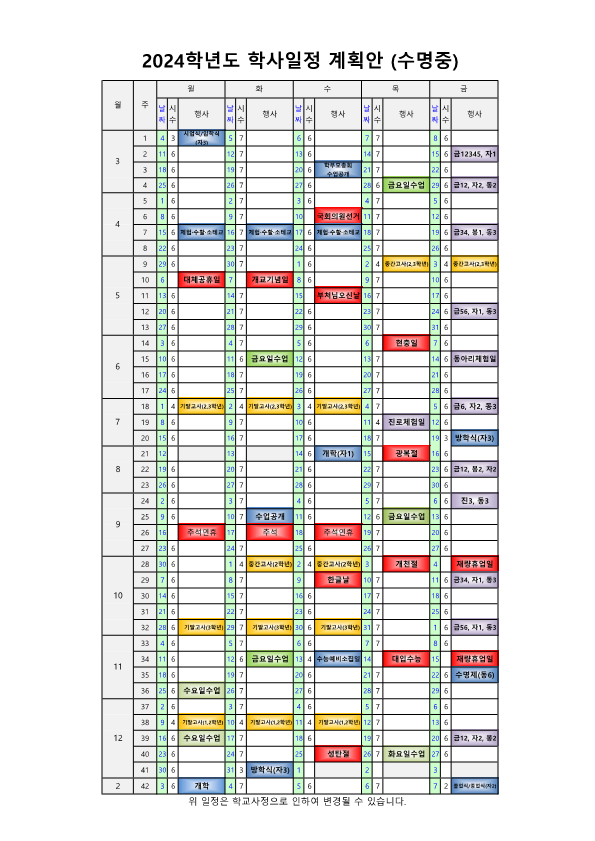 2024학년도 학사일정 계획안 (수명중)
월 주 월 화 수 목 금
날짜 시수 행사 날짜 시수 행사 날짜 시수 행사 날짜 시수 행사 날짜 시수 행사
3 1 4 3 시업식/입학식(자3) 5 7 6 6 7 7 8 6
2 11 6 12 7 13 6 14 7 15 6 금12345, 자1
3 18 6 19 7 20 6 학부모총회 수업공개 21 7 22 6
4 25 6 26 7 27 6 28 6 금요일수업 29 6 금12, 자2, 동2
4 5 1 6 2 7 3 6 4 7 5 6
6 8 6 9 7 10 국회의원선거 11 7 12 6
7 15 6 체험·수할·소테교 16 7 체험·수할·소테교 17 6 체험·수할·소테교 18 7 19 6 금34, 봉1, 동3
8 22 6 23 7 24 6 25 7 26 6
5 9 29 6 30 7 1 6 2 4 중간고사(2,3학년) 3 4 중간고사(2,3학년)
10 6 대체공휴일 7 개교기념일 8 6 9 7 10 6
11 13 6 14 7 15 부처님오신날 16 7 17 6
12 20 6 21 7 22 6 23 7 24 6 금56, 자1, 동3
13 27 6 28 7 29 6 30 7 31 6
6 14 3 6 4 7 5 6 6 현충일 7 6
15 10 6 11 6 금요일수업 12 6 13 7 14 6 동아리체험일
16 17 6 18 7 19 6 20 7 21 6
17 24 6 25 7 26 6 27 7 28 6
7 18 1 4 기말고사(2,3학년) 2 4 기말고사(2,3학년) 3 4 기말고사(2,3학년) 4 7 5 6 금6, 자2, 동3
19 8 6 9 7 10 6 11 4 진로체험일 12 6
20 15 6 16 7 17 6 18 7 19 3 방학식(자3)
8 21 12 13 14 6 개학(자1) 15 광복절 16 6
22 19 6 20 7 21 6 22 7 23 6 금12, 봉2, 자2
23 26 6 27 7 28 6 29 7 30 6
9 24 2 6 3 7 4 6 5 7 6 6 진3, 동3
25 9 6 10 7 수업공개 11 6 12 6 금요일수업 13 6
26 16 추석연휴 17 추석 18 추석연휴 19 7 20 6
27 23 6 24 7 25 6 26 7 27 6
10 28 30 6 1 4 중간고사(2학년) 2 4 중간고사(2학년) 3 개천절 4 재량휴업일
29 7 6 8 7 9 한글날 10 7 11 6 금34, 자1, 동3
30 14 6 15 7 16 6 17 7 18 6
31 21 6 22 7 23 6 24 7 25 6
32 28 6 기말고사(3학년) 29 7 기말고사(3학년) 30 6 기말고사(3학년) 31 7 1 6 금56, 자1, 동3
11 33 4 6 5 7 6 6 7 7 8 6
34 11 6 12 6 금요일수업 13 4 수능예비소집일 14 대입수능 15 재량휴업일
35 18 6 19 7 20 6 21 7 22 6 수명제(동6)
36 25 6 수요일수업 26 7 27 6 28 7 29 6
12 37 2 6 3 7 4 6 5 7 6 6
38 9 4 기말고사(1,2학년) 10 4 기말고사(1,2학년) 11 4 기말고사(1,2학년) 12 7 13 6
39 16 6 수요일수업 17 7 18 6 19 7 20 6 금12, 자2, 봉2
40 23 6 24 7 25 성탄절 26 7 화요일수업 27 6
41 30 6 31 3 방학식(자3) 1 2 3
2 42 3 6 개학 4 7 5 6 6 7 7 2 종업식/졸업식(자2)
위 일정은 학교사정으로 인하여 변경될 수 있습니다.